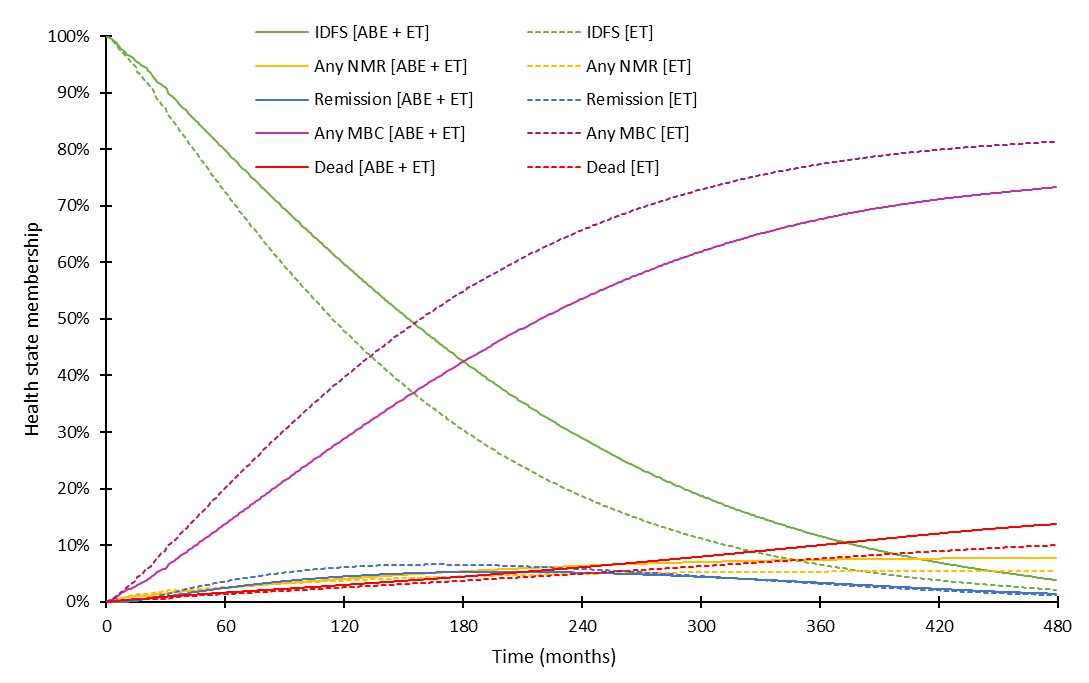 IDFS [ABE + ET] IDFS [ET]
100%
Any NMR [ABE + ET] Any NMR [ET]
90%
Remission [ABE + ET] Remission [ET]
Any MBC [ABE + ET] Any MBC [ET]
80%
Dead [ABE + ET] Dead [ET]
70%
60%
50%
40%
30%
20%
10%
0%
Health state membership
0 60 120 180 240 300 360 420 480
Time (months)